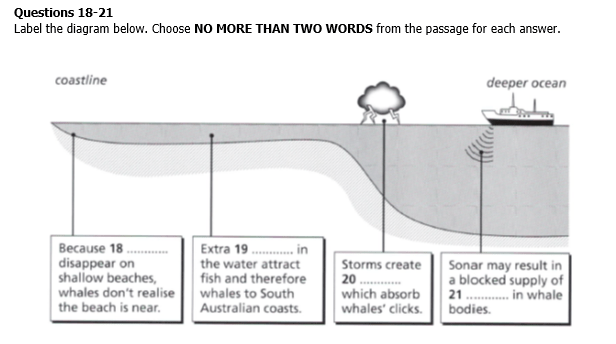 Questions 18-21
Label the diagram below. Choose NO MORE THAN TWO WORDS from the passage for each answer.
coastline
deeper ocean
Because 18 ............
disappear on
shallow beaches,
whales don't realise
the beach is near.
Extra 19 ............ in
the water attract
fish and therefore
whales to South
Australian coasts.
Storms create
20 ............
which absorb
whales' clicks.
Sonar may result in
a blocked supply of
21 ............ in whale
bodies.